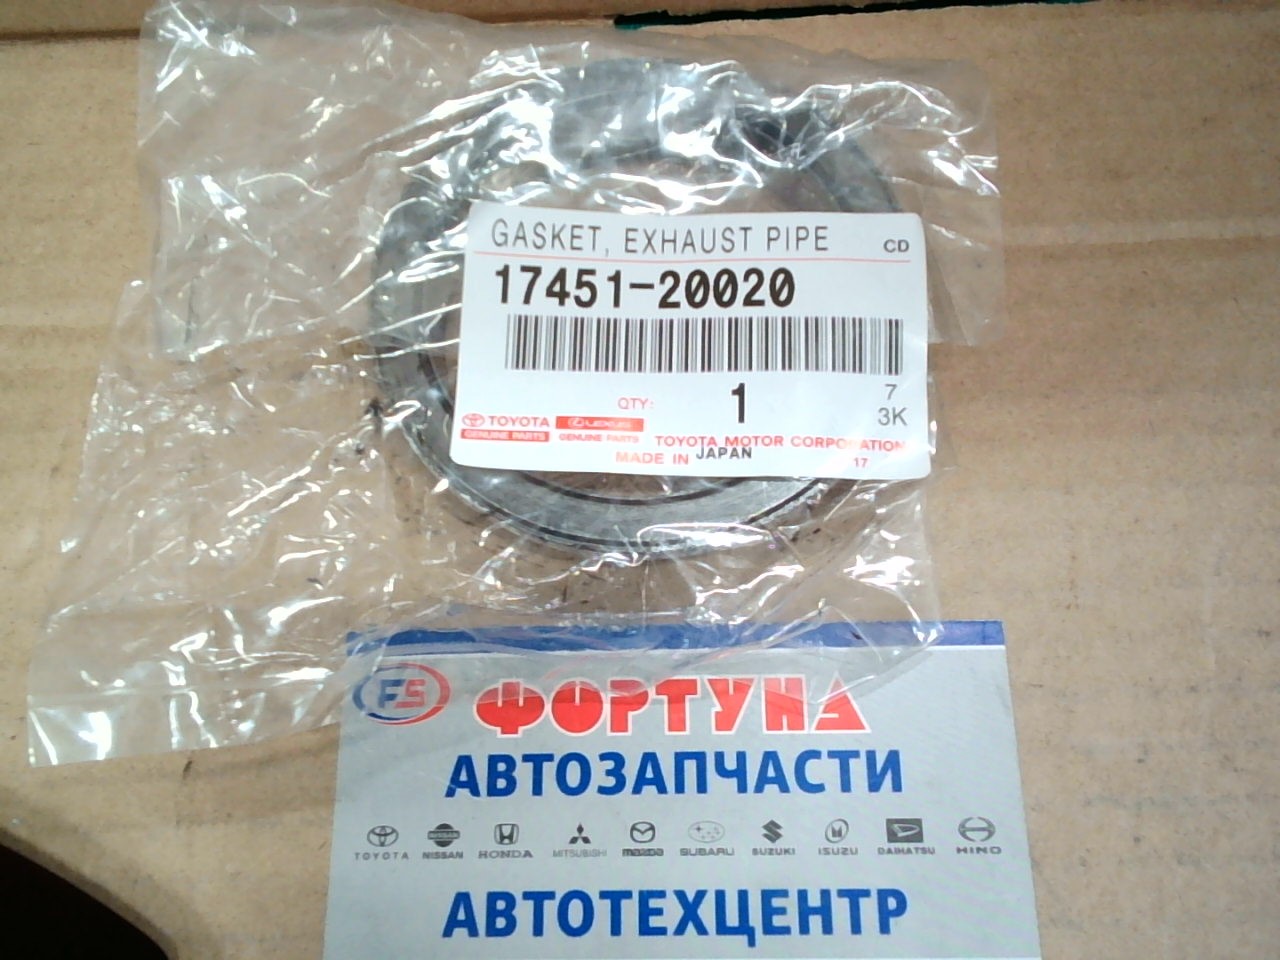 GASKET, EXHAUST PIPE CD
17451-20020
QTY: 1 7
3K
TOYOTA LEXUS
GENUINE PARTS GENUINE PARTS TOYOTA MOTOR CORPORATION
MADE IN JAPAN 17
FS ФОРТУНА
АВТОЗАПЧАСТИ
TOYOTA NISSAN HONDA MITSUBISHI mazda SUBARU SUZUKI ISUZU DAIHATSU HINO
АВТОТЕХЦЕНТР